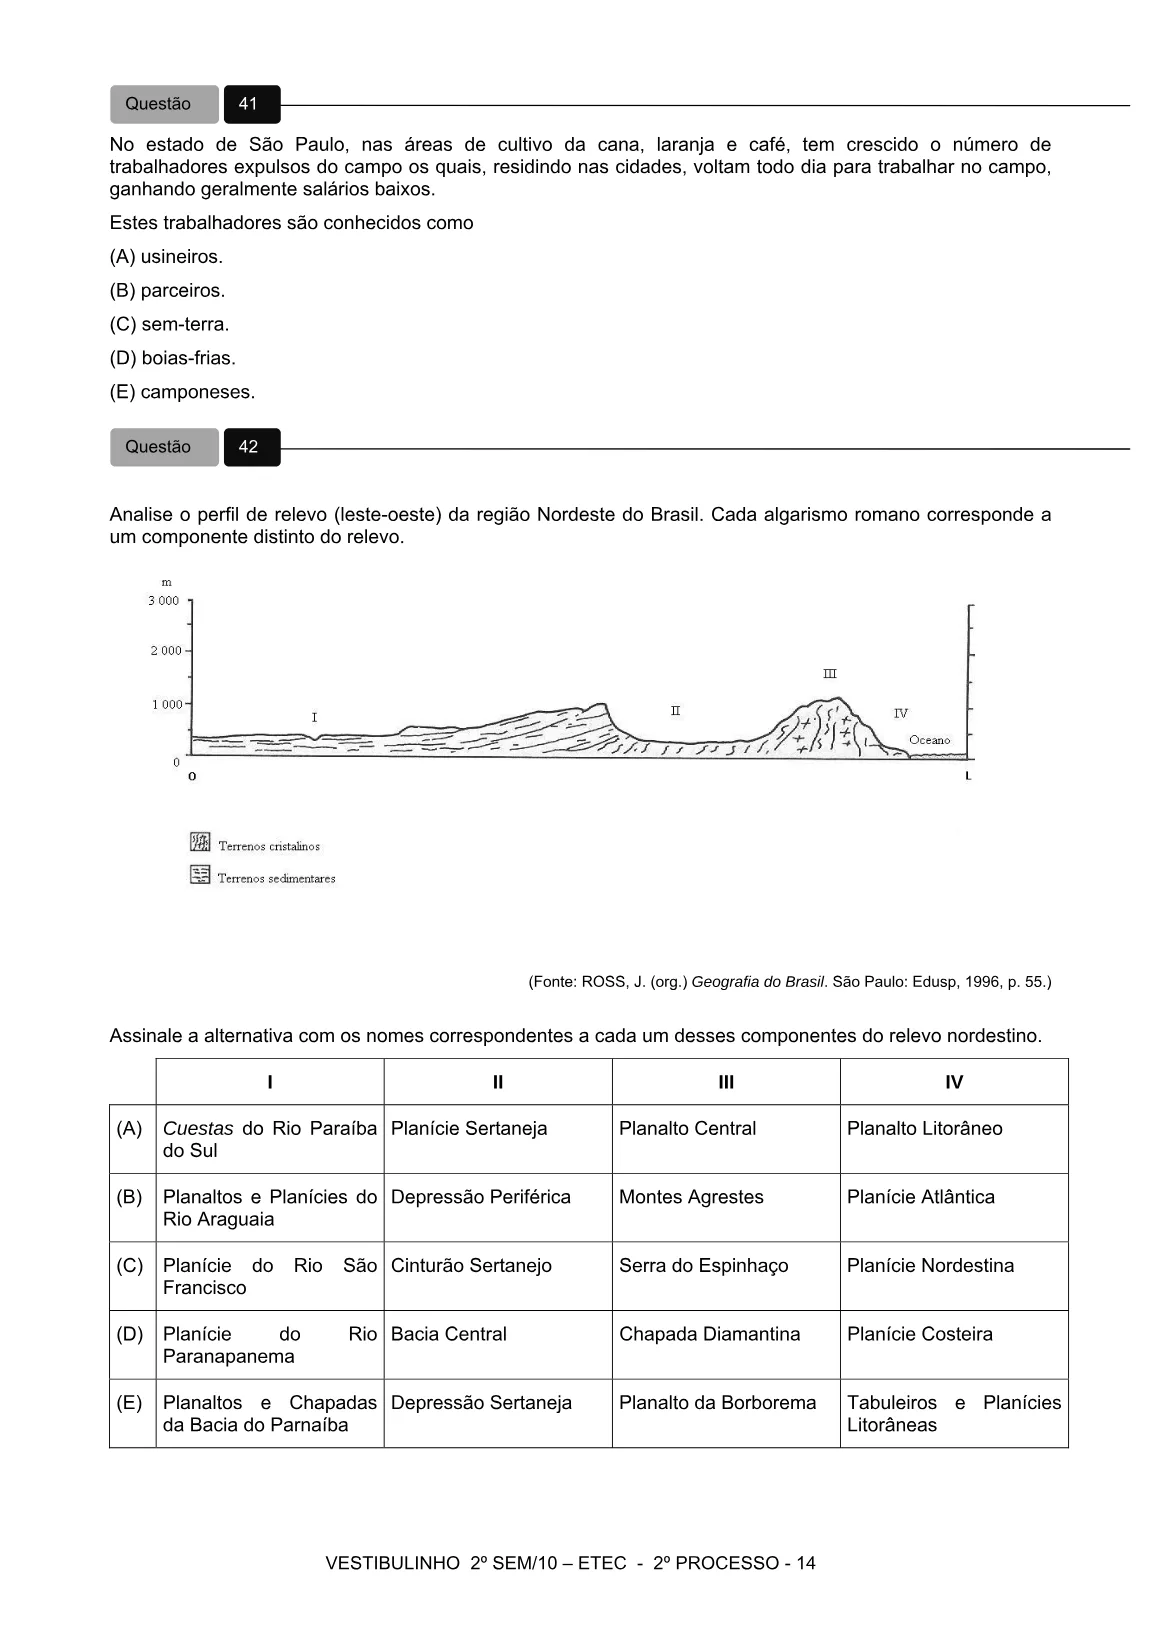 Questão 41
No estado de São Paulo, nas áreas de cultivo da cana, laranja e café, tem crescido o número de
trabalhadores expulsos do campo os quais, residindo nas cidades, voltam todo dia para trabalhar no campo,
ganhando geralmente salários baixos.
Estes trabalhadores são conhecidos como
(A) usineiros.
(B) parceiros.
(C) sem-terra.
(D) boias-frias.
(E) camponeses.
Questão 42
Analise o perfil de relevo (leste-oeste) da região Nordeste do Brasil. Cada algarismo romano corresponde a
um componente distinto do relevo.
m
3 000
2 000
1 000
0
I
II
III
IV
Oceano
O
L
Terrenos cristalinos
Terrenos sedimentares
(Fonte: ROSS, J. (org.) Geografia do Brasil. São Paulo: Edusp, 1996, p. 55.)
Assinale a alternativa com os nomes correspondentes a cada um desses componentes do relevo nordestino.
I II III IV
(A) Cuestas do Rio Paraíba Planície Sertaneja Planalto Central Planalto Litorâneo
do Sul
(B) Planaltos e Planícies do Depressão Periférica Montes Agrestes Planície Atlântica
Rio Araguaia
(C) Planície do Rio São Cinturão Sertanejo Serra do Espinhaço Planície Nordestina
Francisco
(D) Planície do Rio Bacia Central Chapada Diamantina Planície Costeira
Paranapanema
(E) Planaltos e Chapadas Depressão Sertaneja Planalto da Borborema Tabuleiros e Planícies
da Bacia do Parnaíba Litorâneas
VESTIBULINHO 2º SEM/10 – ETEC - 2º PROCESSO - 14